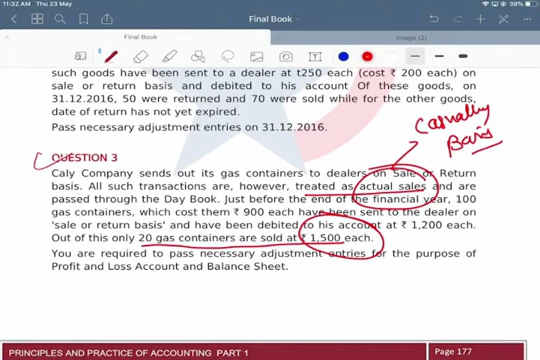 11:32 AM Thu 23 May
39%
Final Book
Final Book
Image (2)
such goods have been sent to a dealer at ₹250 each (cost ₹ 200 each) on
sale or return basis and debited to his account. Of these goods, on
31.12.2016, 50 were returned and 70 were sold while for the other goods,
date of return has not yet expired.
Pass necessary adjustment entries on 31.12.2016.
Casually
Basis
QUESTION 3
Caly Company sends out its gas containers to dealers on Sale or Return
basis. All such transactions are, however, treated as actual sales and are
passed through the Day Book. Just before the end of the financial year, 100
gas containers, which cost them ₹ 900 each have been sent to the dealer on
'sale or return basis' and have been debited to his account at ₹ 1,200 each.
Out of this only 20 gas containers are sold at ₹ 1,500 each.
You are required to pass necessary adjustment entries for the purpose of
Profit and Loss Account and Balance Sheet.
PRINCIPLES AND PRACTICE OF ACCOUNTING PART 1
Page 177